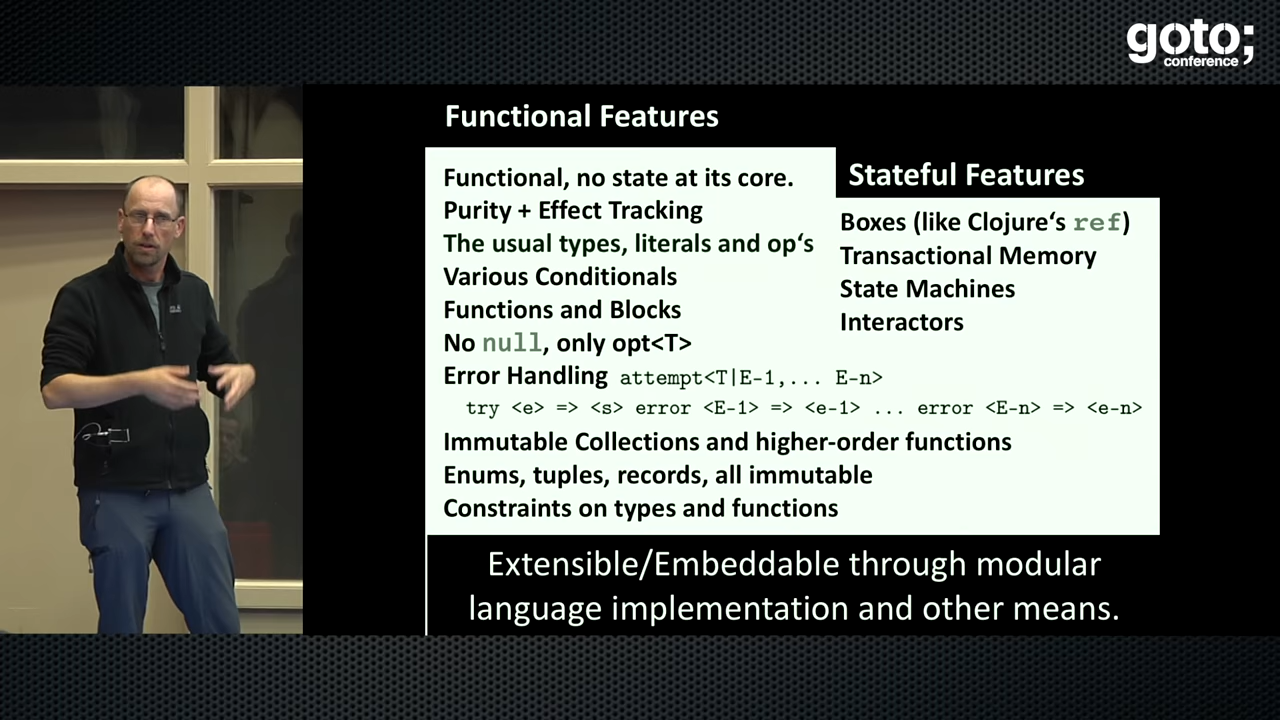 goto;
conference
Functional Features
Functional, no state at its core.
Purity + Effect Tracking
The usual types, literals and op‘s
Various Conditionals
Functions and Blocks
No null, only opt<T>
Error Handling attempt<T|E-1,... E-n>
try <e> => <s> error <E-1> => <e-1> ... error <E-n> => <e-n>
Immutable Collections and higher-order functions
Enums, tuples, records, all immutable
Constraints on types and functions
Stateful Features
Boxes (like Clojure‘s ref)
Transactional Memory
State Machines
Interactors
Extensible/Embeddable through modular
language implementation and other means.